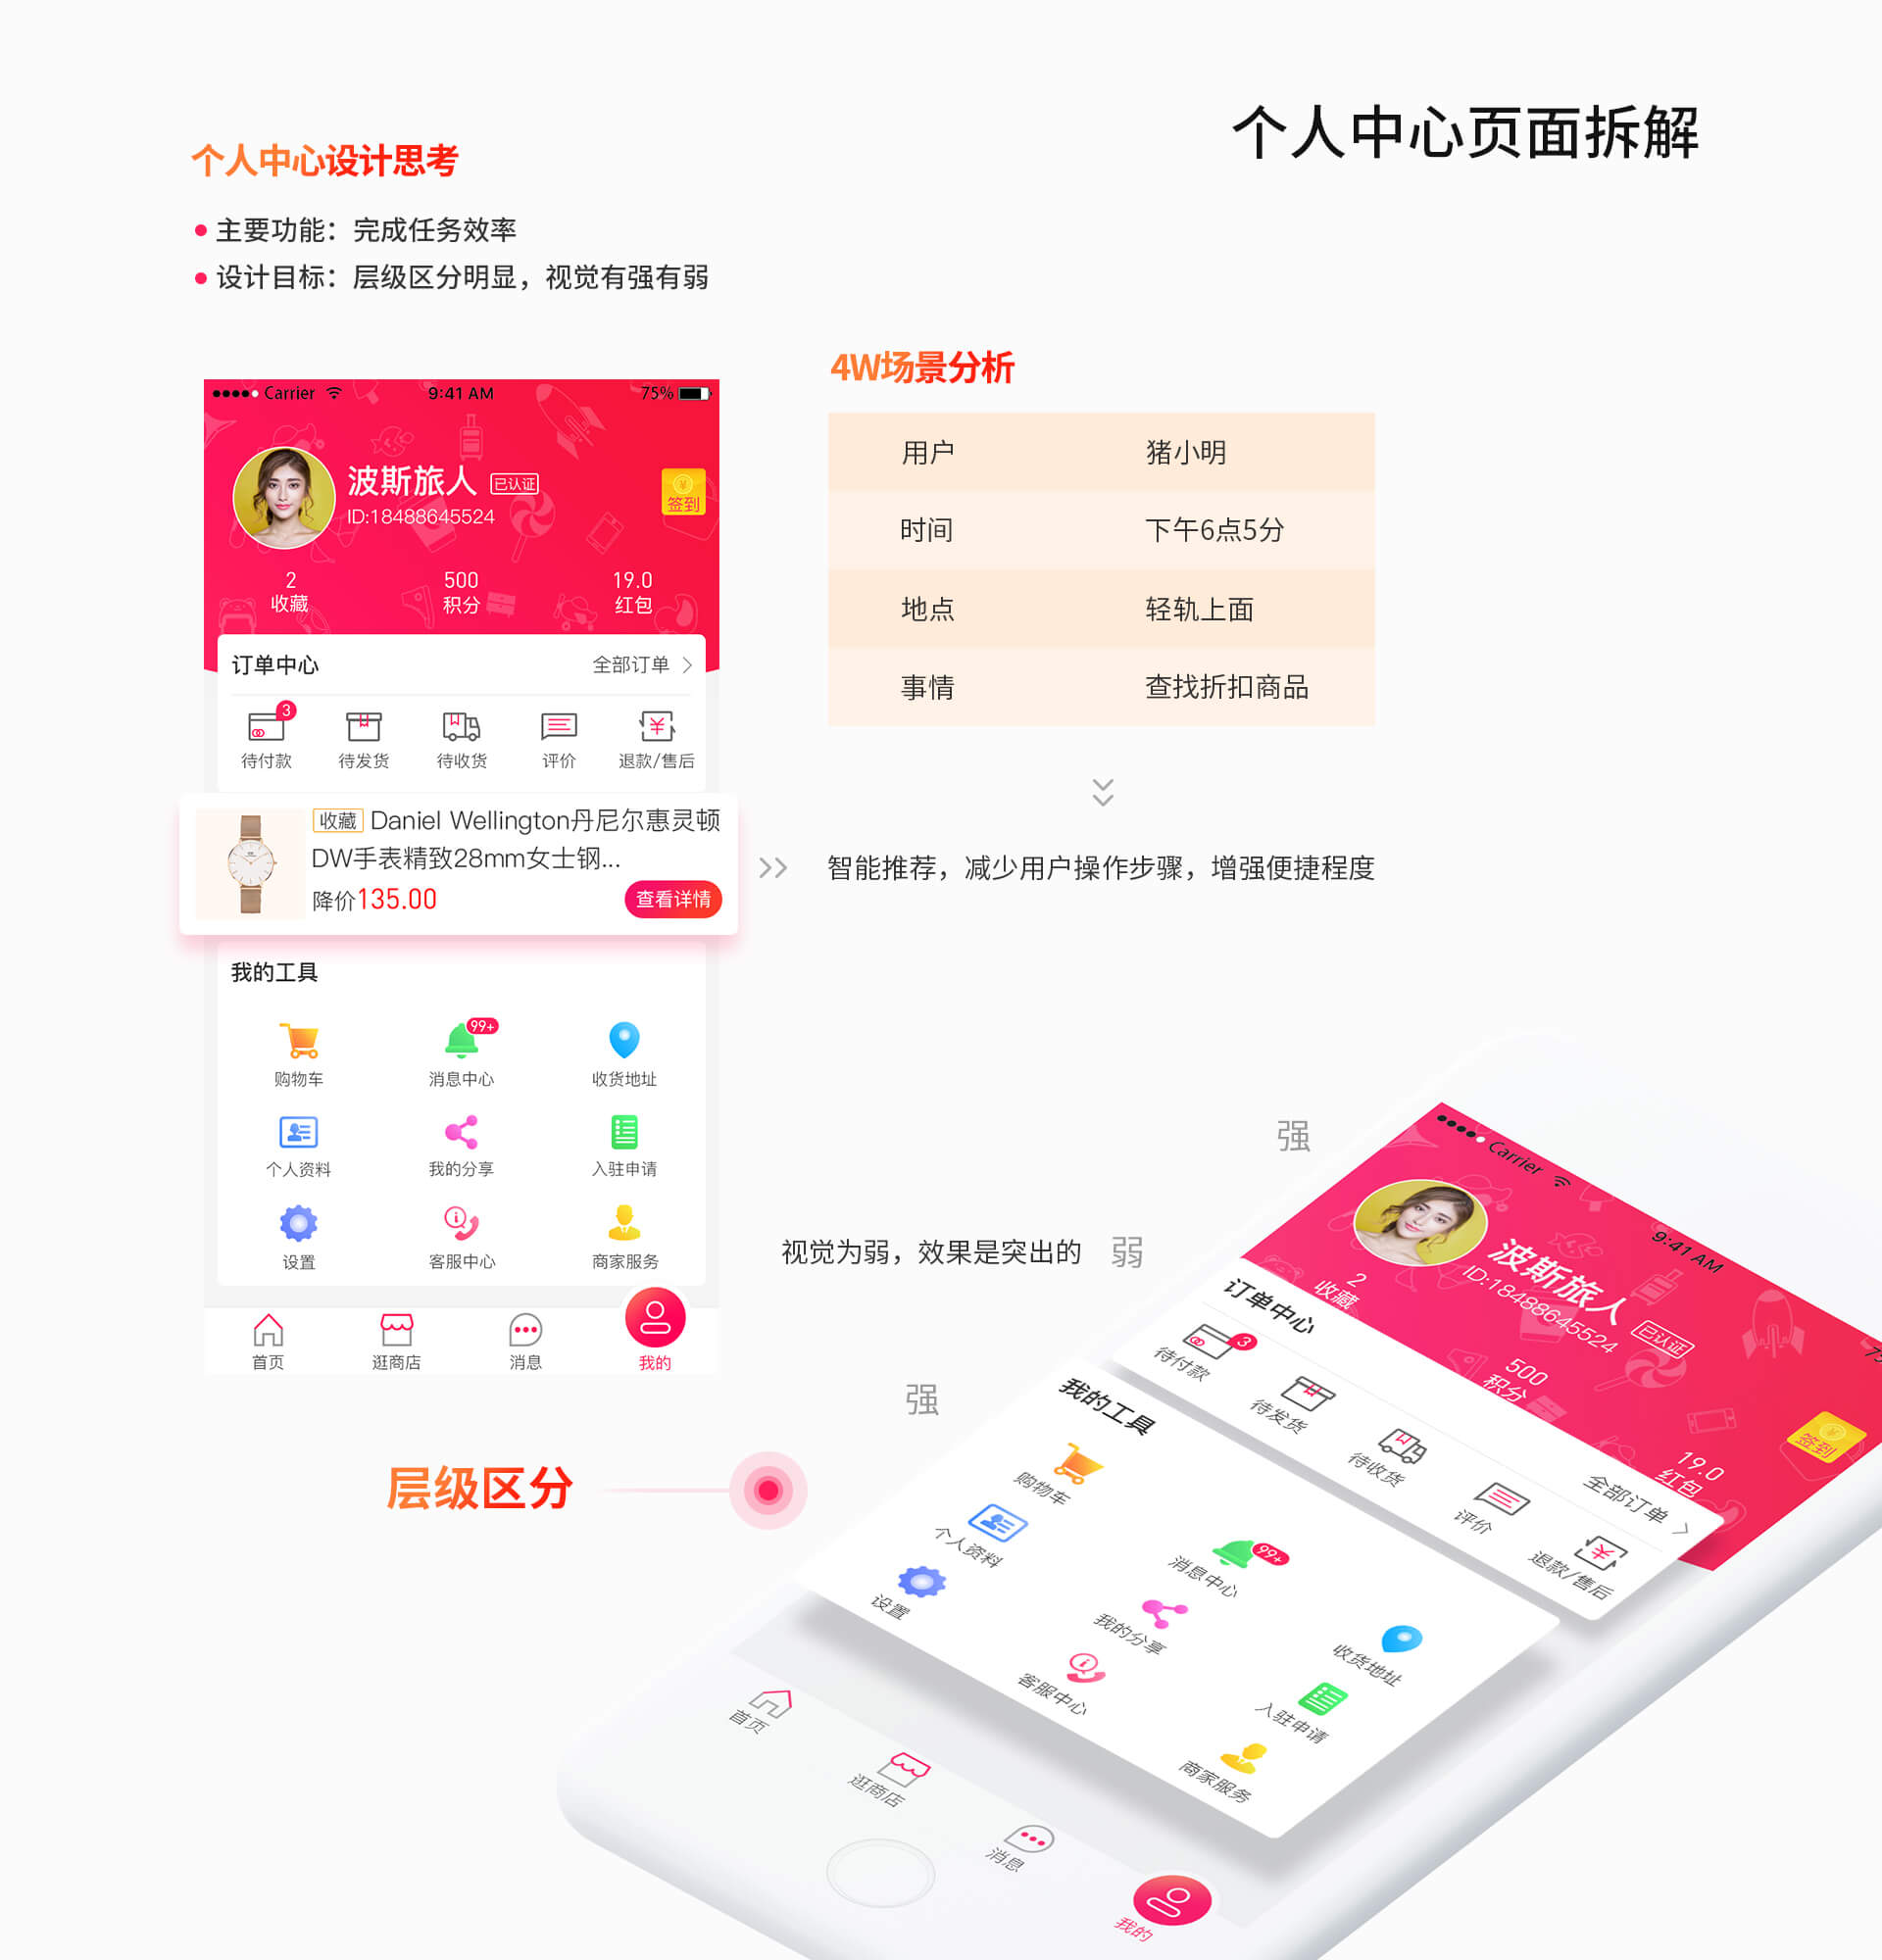 个人中心页面拆解
个人中心设计思考
主要功能：完成任务效率
设计目标：层级区分明显，视觉有强有弱
Carrier 9:41 AM 75%
波斯旅人 已认证
ID:18488645524
¥
签到
2 500 19.0
收藏 积分 红包
订单中心 全部订单
3
¥
待付款 待发货 待收货 评价 退款/售后
收藏 Daniel Wellington丹尼尔惠灵顿
DW手表精致28mm女士钢...
降价135.00 查看详情
我的工具
99+
购物车 消息中心 收货地址
个人资料 我的分享 入驻申请
设置 客服中心 商家服务
首页 逛商店 消息 我的
4W场景分析
用户 猪小明
时间 下午6点5分
地点 轻轨上面
事情 查找折扣商品
智能推荐，减少用户操作步骤，增强便捷程度
强
视觉为弱，效果是突出的 弱
强
层级区分
Carrier 9:41 AM 75
波斯旅人 已认证
ID:18488645524
¥
签到
2 500 19.0
收藏 积分 红包
订单中心 全部订单
3
¥
待付款 待发货 待收货 评价 退款/售后
我的工具
99+
购物车 消息中心 收货地址
个人资料 我的分享 入驻申请
设置 客服中心 商家服务
首页 逛商店 消息 我的